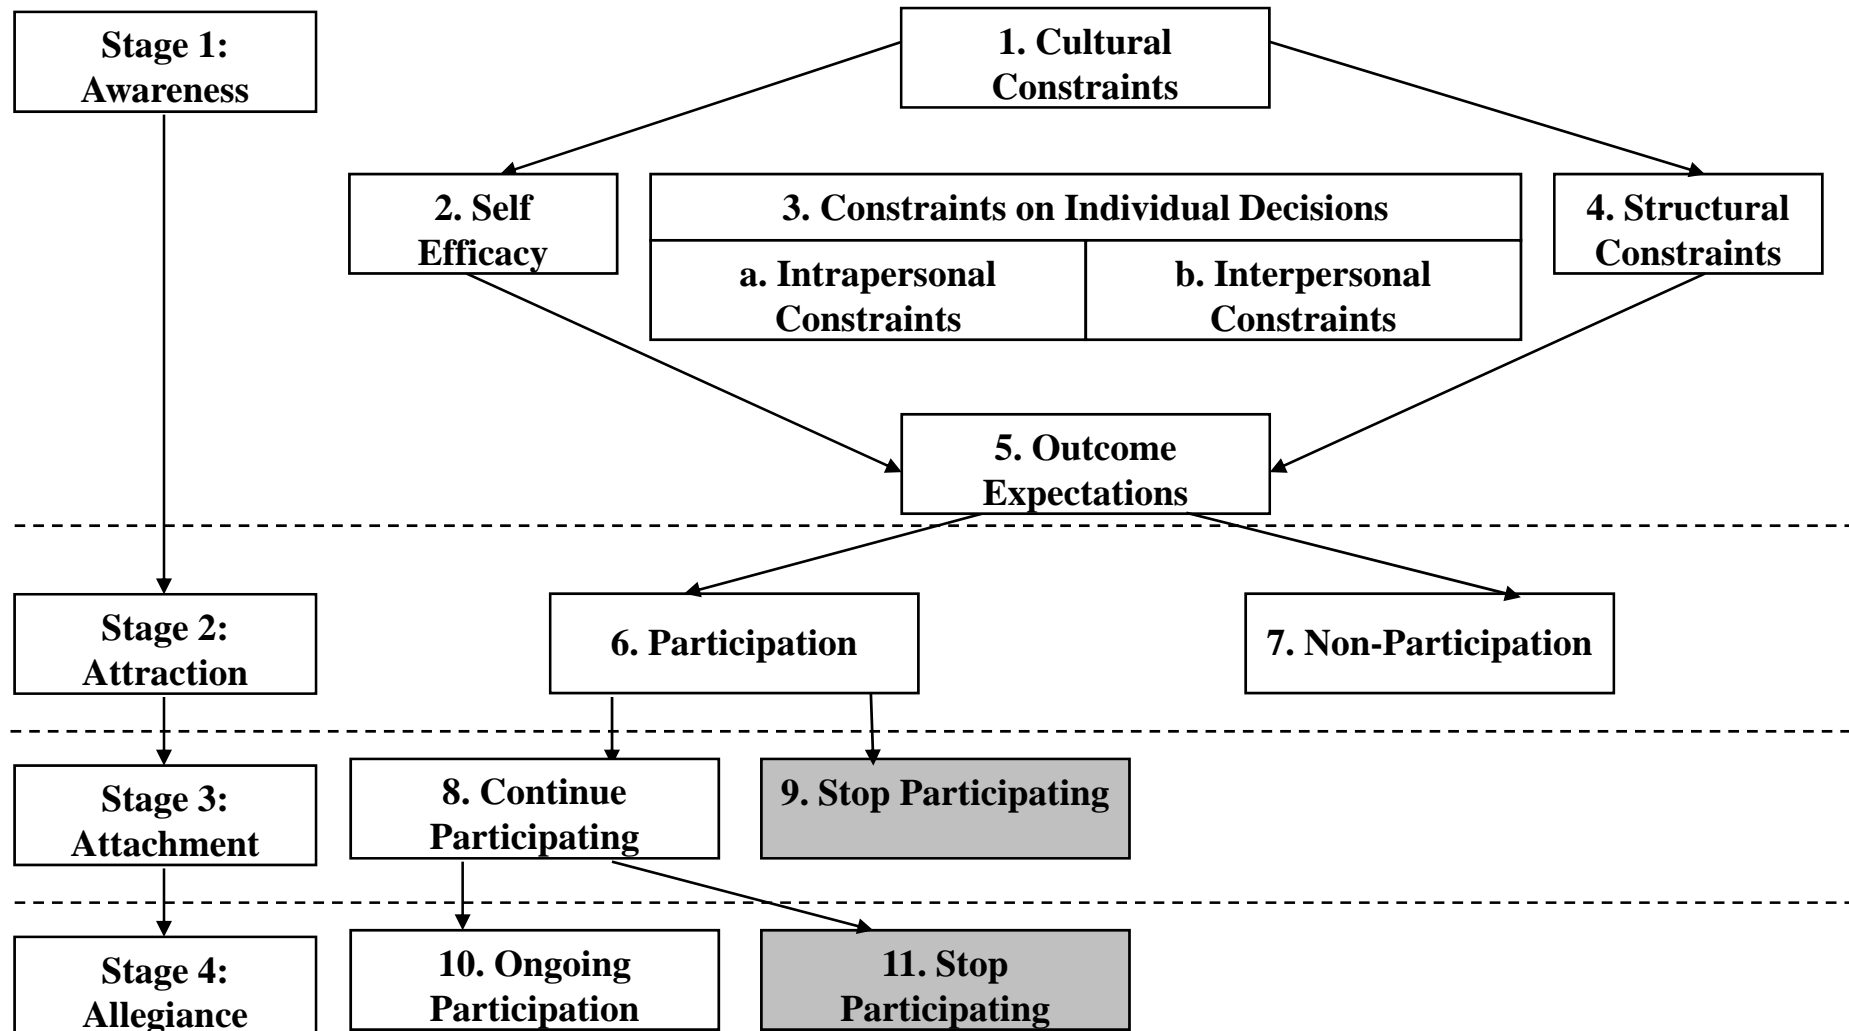 Stage 1:
Awareness
1. Cultural
Constraints
2. Self
Efficacy
3. Constraints on Individual Decisions
a. Intrapersonal
Constraints
b. Interpersonal
Constraints
4. Structural
Constraints
5. Outcome
Expectations
Stage 2:
Attraction
6. Participation
7. Non-Participation
Stage 3:
Attachment
8. Continue
Participating
9. Stop Participating
Stage 4:
Allegiance
10. Ongoing
Participation
11. Stop
Participating